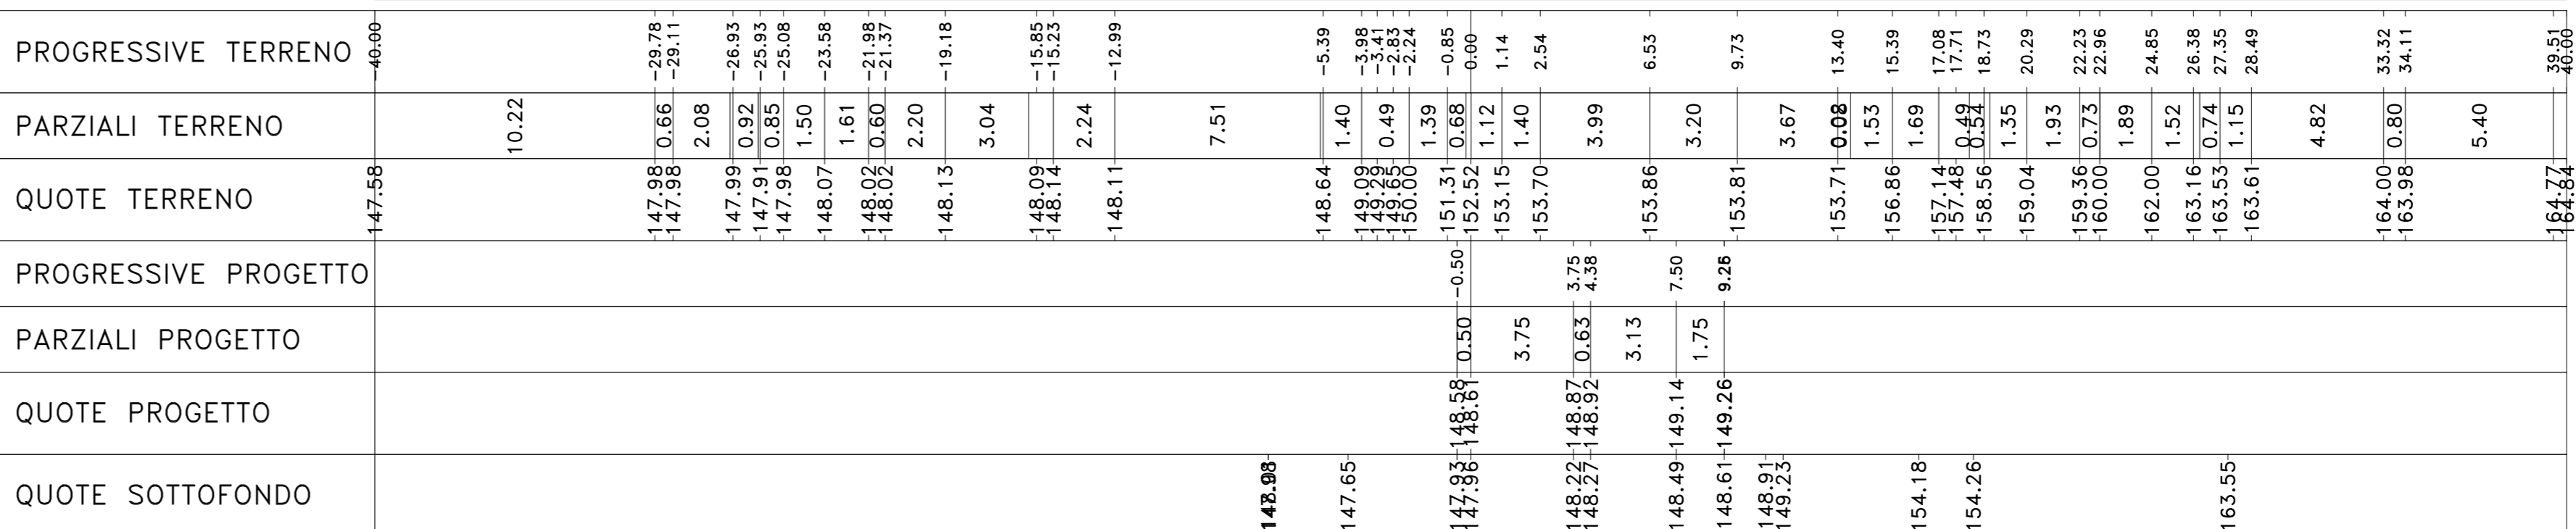 PROGRESSIVE TERRENO -40.00 -29.78 -29.11 -26.93 -25.93 -25.08 -23.58 -21.98 -21.37 -19.18 -15.85 -15.23 -12.99 -5.39 -3.98 -3.41 -2.83 -2.24 -0.85 0.00 1.14 2.54 6.53 9.73 13.40 15.39 17.08 17.71 18.73 20.29 22.23 22.96 24.85 26.38 27.35 28.49 33.32 34.11 39.51 40.00
PARZIALI TERRENO 10.22 0.66 2.08 0.92 0.85 1.50 1.61 0.60 2.20 3.04 2.24 7.51 1.40 0.49 1.39 0.68 1.12 1.40 3.99 3.20 3.67 1.53 1.69 0.49 0.54 1.35 1.93 0.73 1.89 1.52 0.74 1.15 4.82 0.80 5.40
QUOTE TERRENO 147.58 147.98 147.98 147.99 147.91 147.98 148.07 148.02 148.02 148.13 148.09 148.14 148.11 148.64 149.09 149.29 149.65 150.00 151.31 152.52 153.15 153.70 153.86 153.81 153.71 156.86 157.14 157.48 158.56 159.04 159.36 160.00 162.00 163.16 163.53 163.61 164.00 163.98 164.77 164.84
PROGRESSIVE PROGETTO -0.50 3.75 4.38 7.50
PARZIALI PROGETTO 0.50 3.75 0.63 3.13 1.75
QUOTE PROGETTO 148.58 148.61 148.87 148.92 149.14 149.26
QUOTE SOTTOFONDO 147.65 147.93 147.96 148.22 148.27 148.49 148.61 148.91 149.23 154.18 154.26 163.55